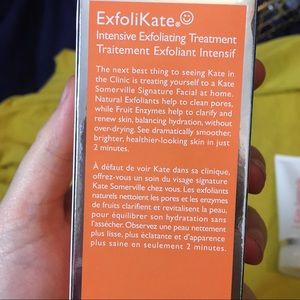 ExfoliKate®
Intensive Exfoliating Treatment
Traitement Exfoliant Intensif
The next best thing to seeing Kate in
the Clinic is treating yourself to a Kate
Somerville Signature Facial at home.
Natural Exfoliants help to clean pores,
while Fruit Enzymes help to clarify and
renew skin, balancing hydration, without
over-drying. See dramatically smoother,
brighter, healthier-looking skin in just
2 minutes.
À défaut de voir Kate dans sa clinique,
offrez-vous un soin du visage signature
Kate Somerville chez vous. Les exfoliants
naturels nettoient les pores et les enzymes
de fruits clarifient et revitalisent la peau,
pour équilibrer son hydratation sans
l'assécher. Observez une peau nettement
plus lisse, plus éclatante et d'apparence
plus saine en seulement 2 minutes.